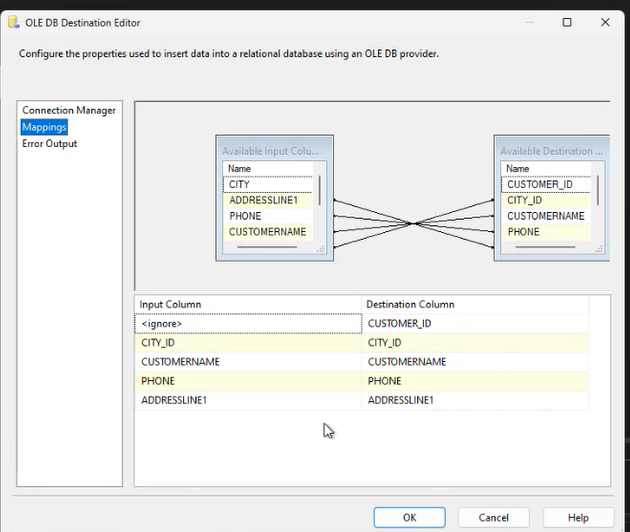 OLE DB Destination Editor
Configure the properties used to insert data into a relational database using an OLE DB provider.
Connection Manager
Mappings
Error Output
Available Input Colu...
Name
CITY
ADDRESSLINE1
PHONE
CUSTOMERNAME
Available Destination ...
Name
CUSTOMER_ID
CITY_ID
CUSTOMERNAME
PHONE
Input Column Destination Column
<ignore> CUSTOMER_ID
CITY_ID CITY_ID
CUSTOMERNAME CUSTOMERNAME
PHONE PHONE
ADDRESSLINE1 ADDRESSLINE1
OK Cancel Help